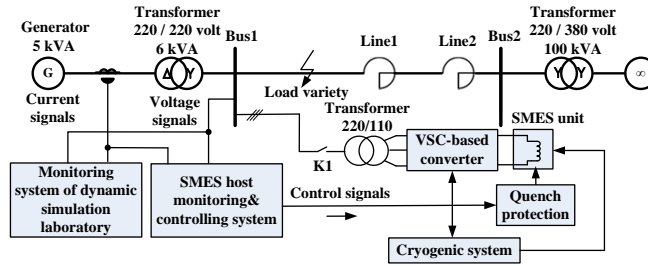 Generator
5 kVA
G
Current
signals
Transformer
220 / 220 volt
6 kVA
Δ Y
Voltage
signals
Bus1
Load variety
Line1
Line2
Bus2
Transformer
220 / 380 volt
100 kVA
Y Y
∞
Transformer
220/110
K1
VSC-based
converter
SMES unit
Monitoring
system of dynamic
simulation
laboratory
SMES host
monitoring&
controlling system
Control signals
Quench
protection
Cryogenic system